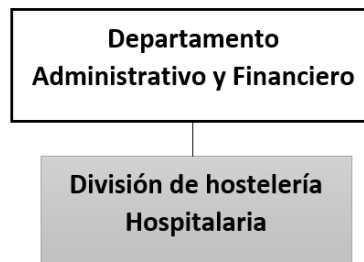 Departamento
Administrativo y Financiero
División de hostelería
Hospitalaria